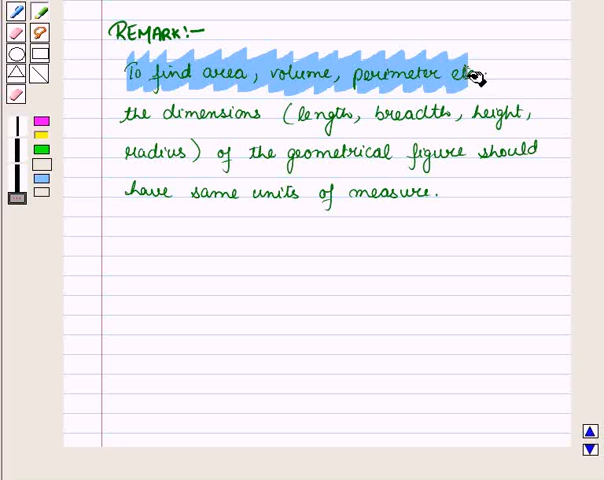 REMARK:-
To find area, volume, perimeter etc.
the dimensions (length, breadth, height,
radius) of the geometrical figure should
have same units of measure.